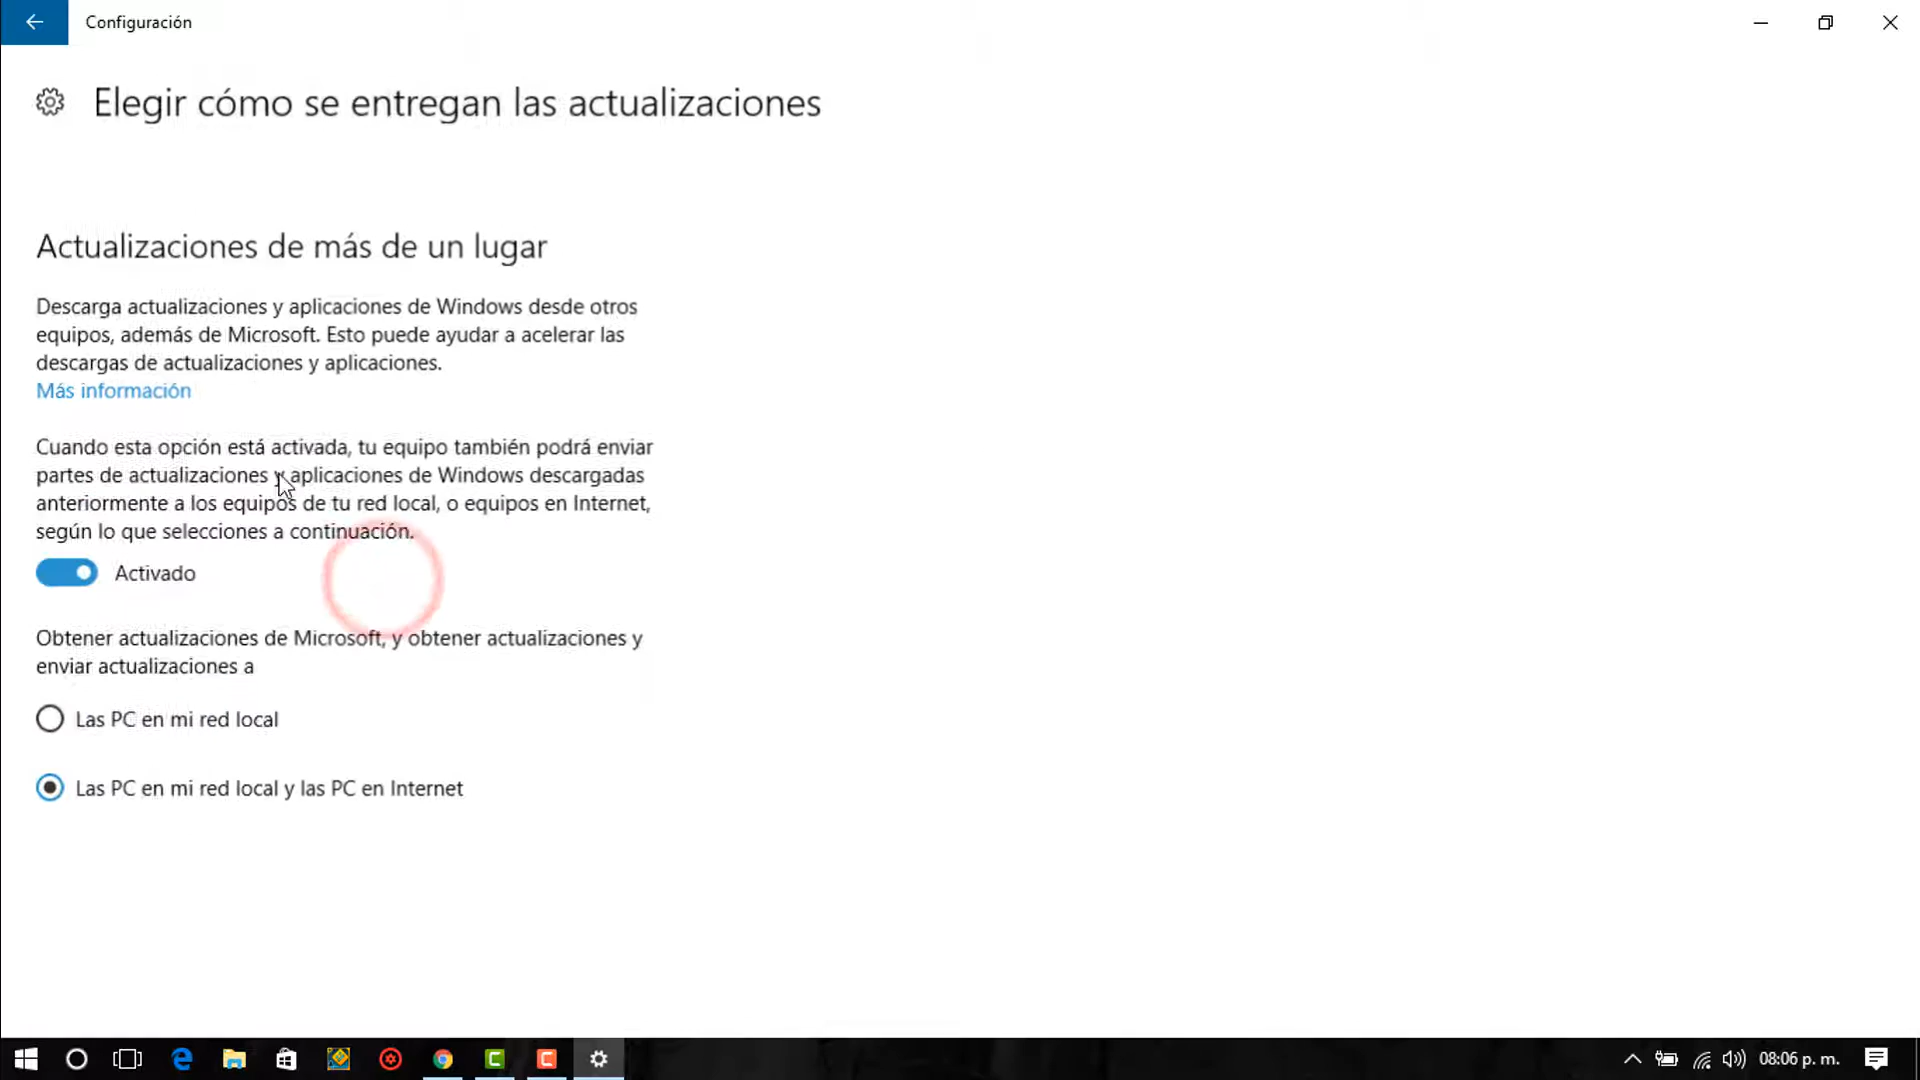 Configuración
Elegir cómo se entregan las actualizaciones
Actualizaciones de más de un lugar
Descarga actualizaciones y aplicaciones de Windows desde otros
equipos, además de Microsoft. Esto puede ayudar a acelerar las
descargas de actualizaciones y aplicaciones.
Más información
Cuando esta opción está activada, tu equipo también podrá enviar
partes de actualizaciones y aplicaciones de Windows descargadas
anteriormente a los equipos de tu red local, o equipos en Internet,
según lo que selecciones a continuación.
Activado
Obtener actualizaciones de Microsoft, y obtener actualizaciones y
enviar actualizaciones a
Las PC en mi red local
Las PC en mi red local y las PC en Internet
08:06 p. m.